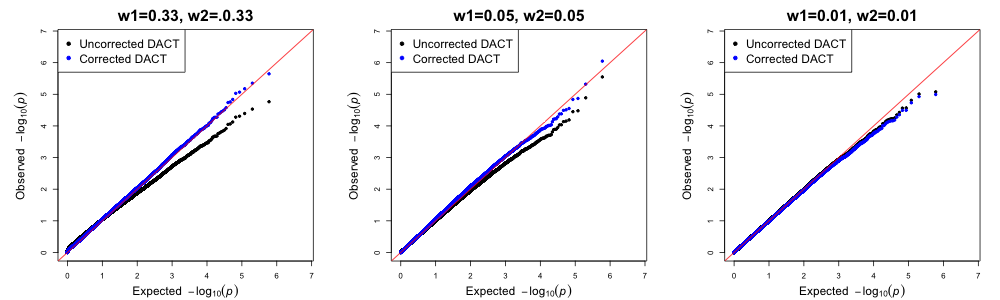 w1=0.33, w2=.0.33
Uncorrected DACT
Corrected DACT
Observed −log10(p)
0 1 2 3 4 5 6 7
0 1 2 3 4 5 6 7
Expected −log10(p)
w1=0.05, w2=0.05
Uncorrected DACT
Corrected DACT
Observed −log10(p)
0 1 2 3 4 5 6 7
0 1 2 3 4 5 6 7
Expected −log10(p)
w1=0.01, w2=0.01
Uncorrected DACT
Corrected DACT
Observed −log10(p)
0 1 2 3 4 5 6 7
0 1 2 3 4 5 6 7
Expected −log10(p)